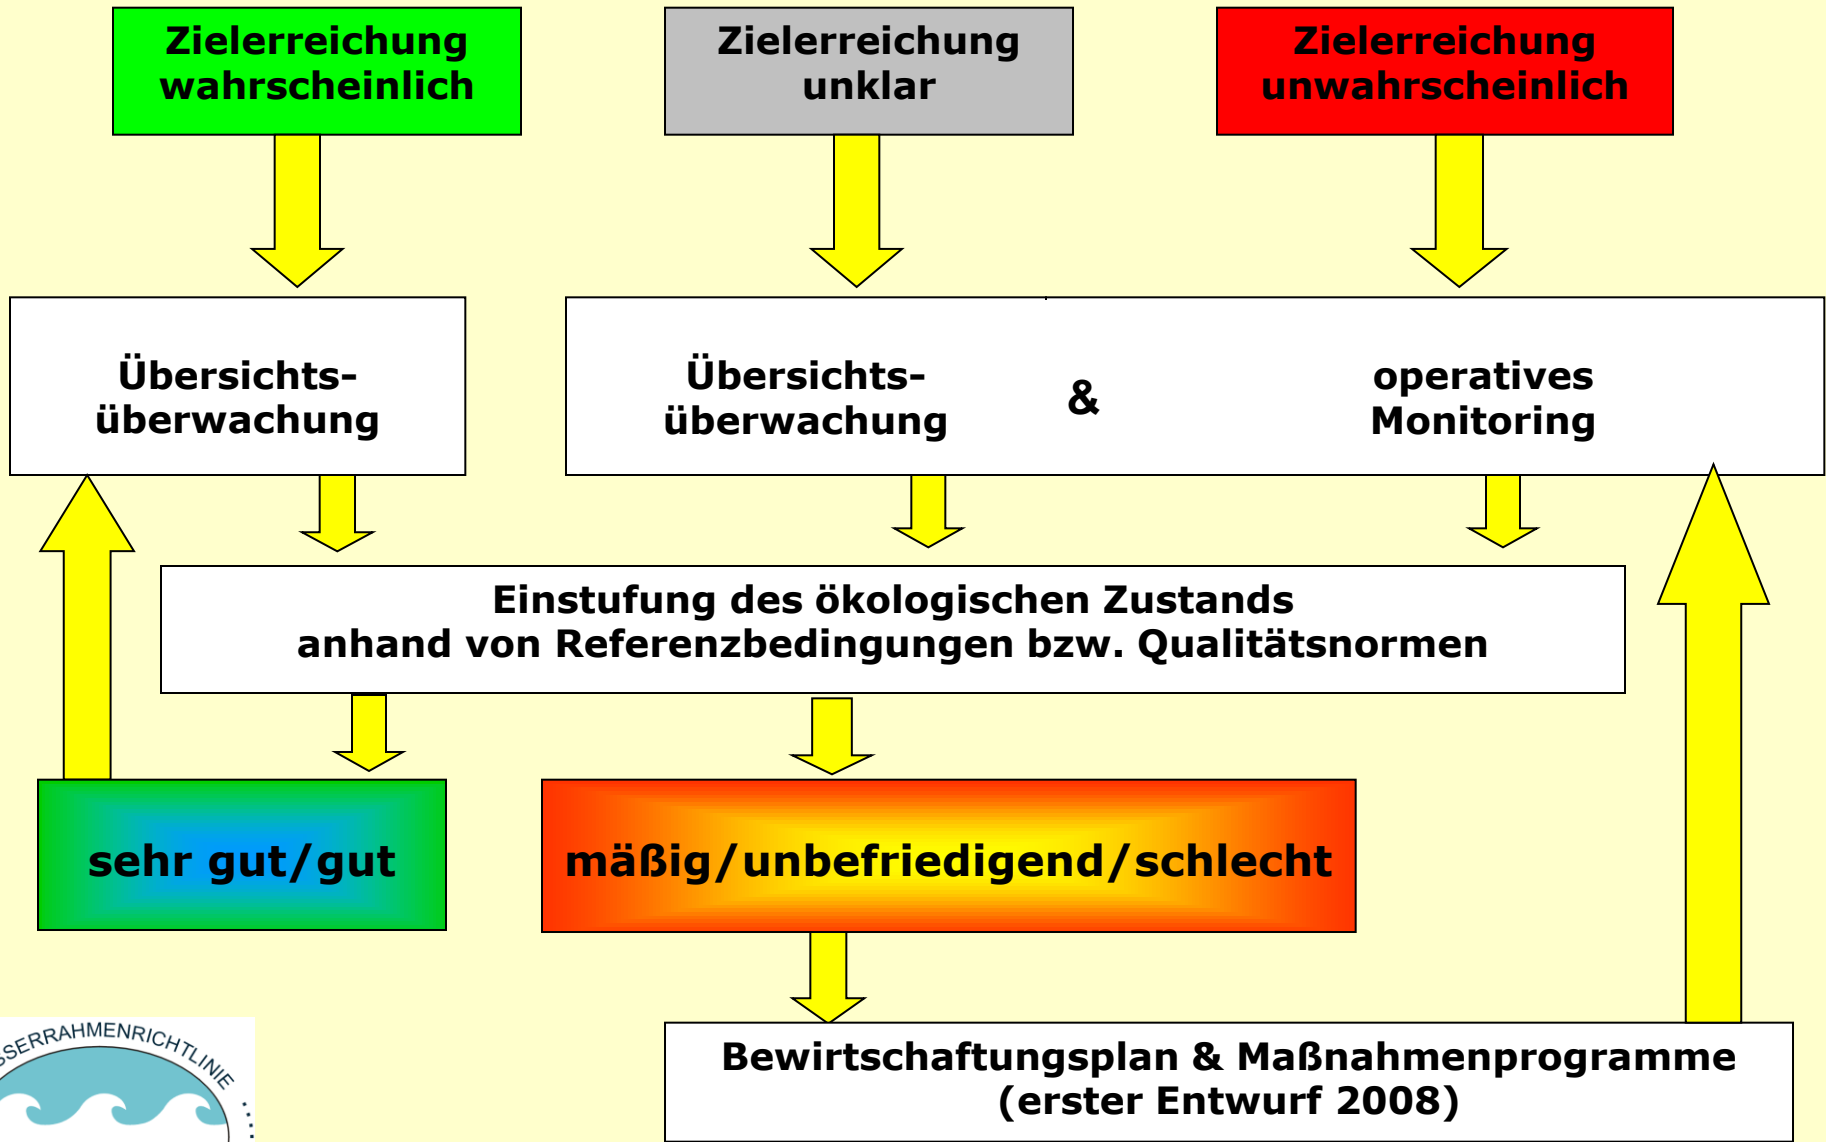 Zielerreichung
wahrscheinlich
Zielerreichung
unklar
Zielerreichung
unwahrscheinlich
Übersichts-
überwachung
Übersichts-
überwachung
&
operatives
Monitoring
Einstufung des ökologischen Zustands
anhand von Referenzbedingungen bzw. Qualitätsnormen
sehr gut/gut
mäßig/unbefriedigend/schlecht
Bewirtschaftungsplan & Maßnahmenprogramme
(erster Entwurf 2008)
SSERRAHMENRICHTLINIE